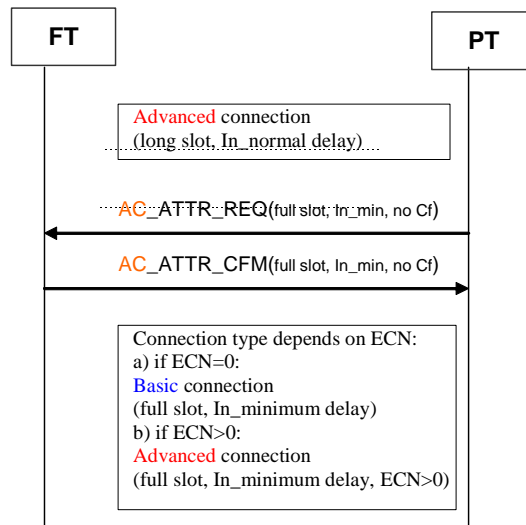 FT
PT
Advanced connection
(long slot, In_normal delay)
AC_ATTR_REQ(full slot, In_min, no Cf)
AC_ATTR_CFM(full slot, In_min, no Cf)
Connection type depends on ECN:
a) if ECN=0:
Basic connection
(full slot, In_minimum delay)
b) if ECN>0:
Advanced connection
(full slot, In_minimum delay, ECN>0)